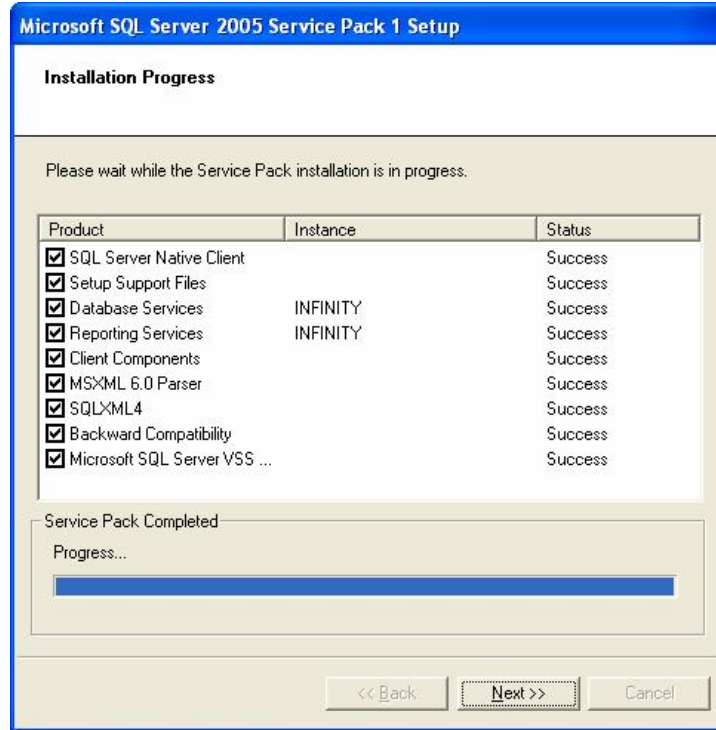 Microsoft SQL Server 2005 Service Pack 1 Setup
Installation Progress
Please wait while the Service Pack installation is in progress.
Product Instance Status
SQL Server Native Client Success
Setup Support Files Success
Database Services INFINITY Success
Reporting Services INFINITY Success
Client Components Success
MSXML 6.0 Parser Success
SQLXML4 Success
Backward Compatibility Success
Microsoft SQL Server VSS ... Success
Service Pack Completed
Progress...
<< Back Next >> Cancel